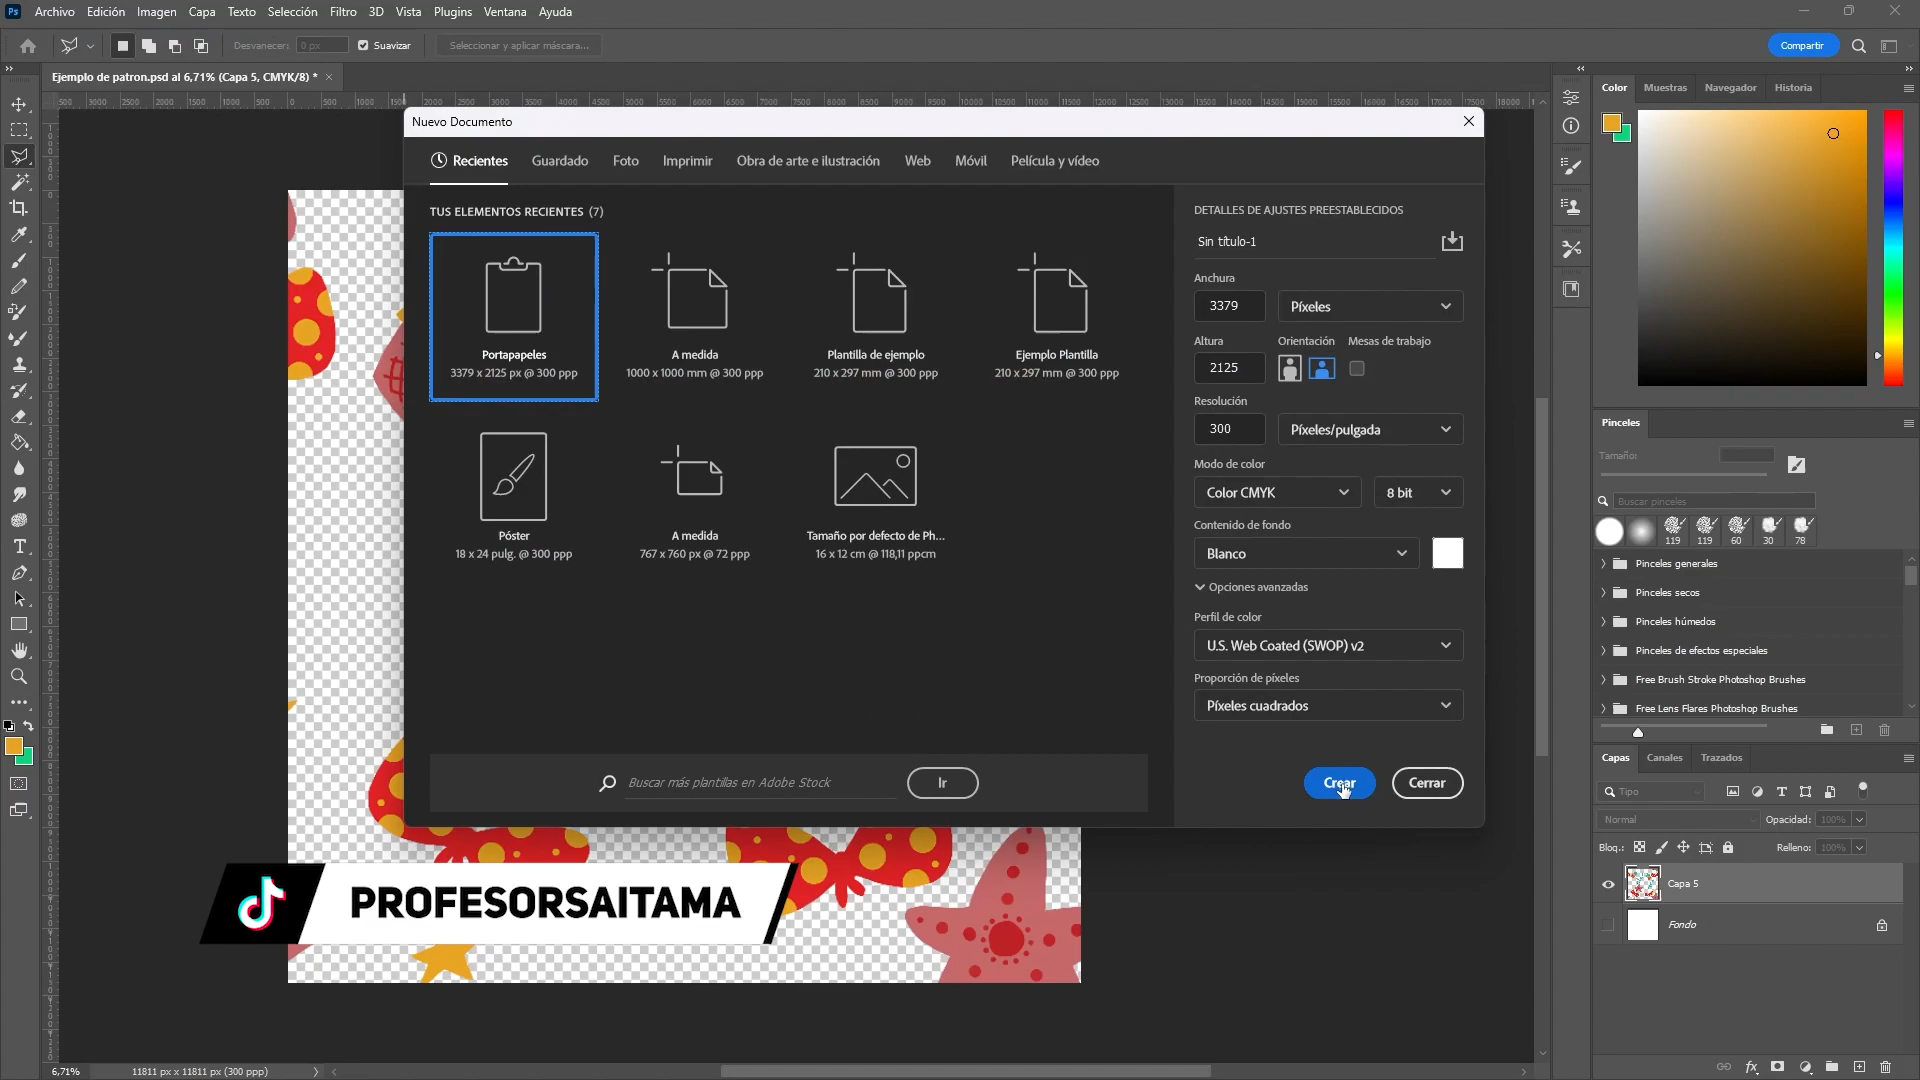 Ps Archivo Edición Imagen Capa Texto Selección Filtro 3D Vista Plugins Ventana Ayuda
Desvanecer: 0 px Suavizar Seleccionar y aplicar máscara... Compartir
Ejemplo de patron.psd al 6,71% (Capa 5, CMYK/8) *
Nuevo Documento
Recientes Guardado Foto Imprimir Obra de arte e ilustración Web Móvil Película y vídeo
TUS ELEMENTOS RECIENTES (7)
Portapapeles
3379 x 2125 px @ 300 ppp
A medida
1000 x 1000 mm @ 300 ppp
Plantilla de ejemplo
210 x 297 mm @ 300 ppp
Ejemplo Plantilla
210 x 297 mm @ 300 ppp
Póster
18 x 24 pulg. @ 300 ppp
A medida
767 x 760 px @ 72 ppp
Tamaño por defecto de Ph...
16 x 12 cm @ 118,11 ppcm
Buscar más plantillas en Adobe Stock Ir
DETALLES DE AJUSTES PREESTABLECIDOS
Sin título-1
Anchura
3379 Píxeles
Altura Orientación Mesas de trabajo
2125
Resolución
300 Píxeles/pulgada
Modo de color
Color CMYK 8 bit
Contenido de fondo
Blanco
Opciones avanzadas
Perfil de color
U.S. Web Coated (SWOP) v2
Proporción de píxeles
Píxeles cuadrados
Crear Cerrar
Color Muestras Navegador Historia
Pinceles
Tamaño:
Buscar pinceles
119 119 60 30 78
Pinceles generales
Pinceles secos
Pinceles húmedos
Pinceles de efectos especiales
Free Brush Stroke Photoshop Brushes
Free Lens Flares Photoshop Brushes
Capas Canales Trazados
Tipo
Normal Opacidad: 100%
Bloq.: Relleno: 100%
Capa 5
Fondo
PROFESORSAITAMA
6,71% 11811 px x 11811 px (300 ppp)